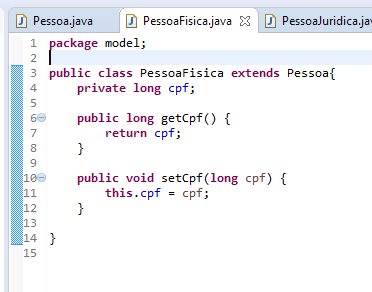 Pessoa.java PessoaFisica.java PessoaJuridica.jav
1 package model;
2
3 public class PessoaFisica extends Pessoa{
4 private long cpf;
5
6 public long getCpf() {
7 return cpf;
8 }
9
10 public void setCpf(long cpf) {
11 this.cpf = cpf;
12 }
13
14 }
15